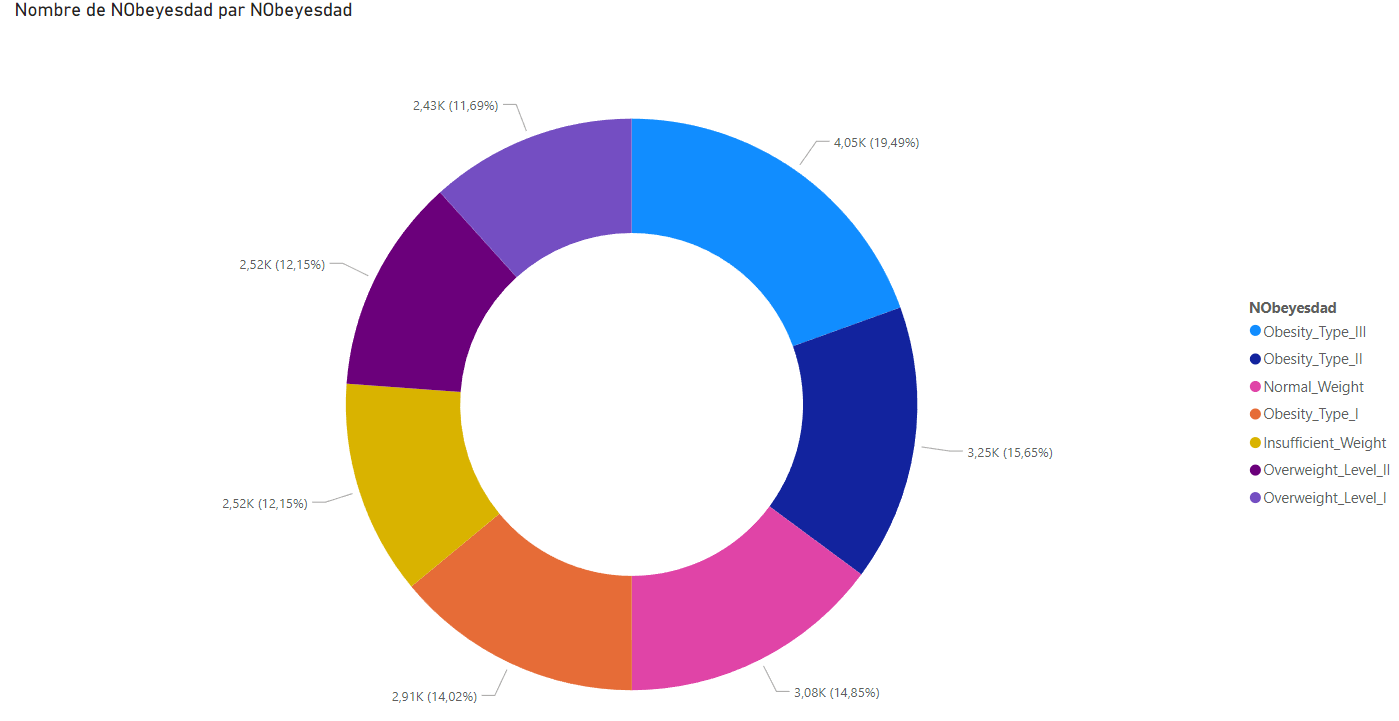 Nombre de NObeyesdad par NObeyesdad
2,43K (11,69%)
4,05K (19,49%)
2,52K (12,15%)
3,25K (15,65%)
2,52K (12,15%)
2,91K (14,02%)
3,08K (14,85%)
NObeyesdad
Obesity_Type_III
Obesity_Type_II
Normal_Weight
Obesity_Type_I
Insufficient_Weight
Overweight_Level_II
Overweight_Level_I